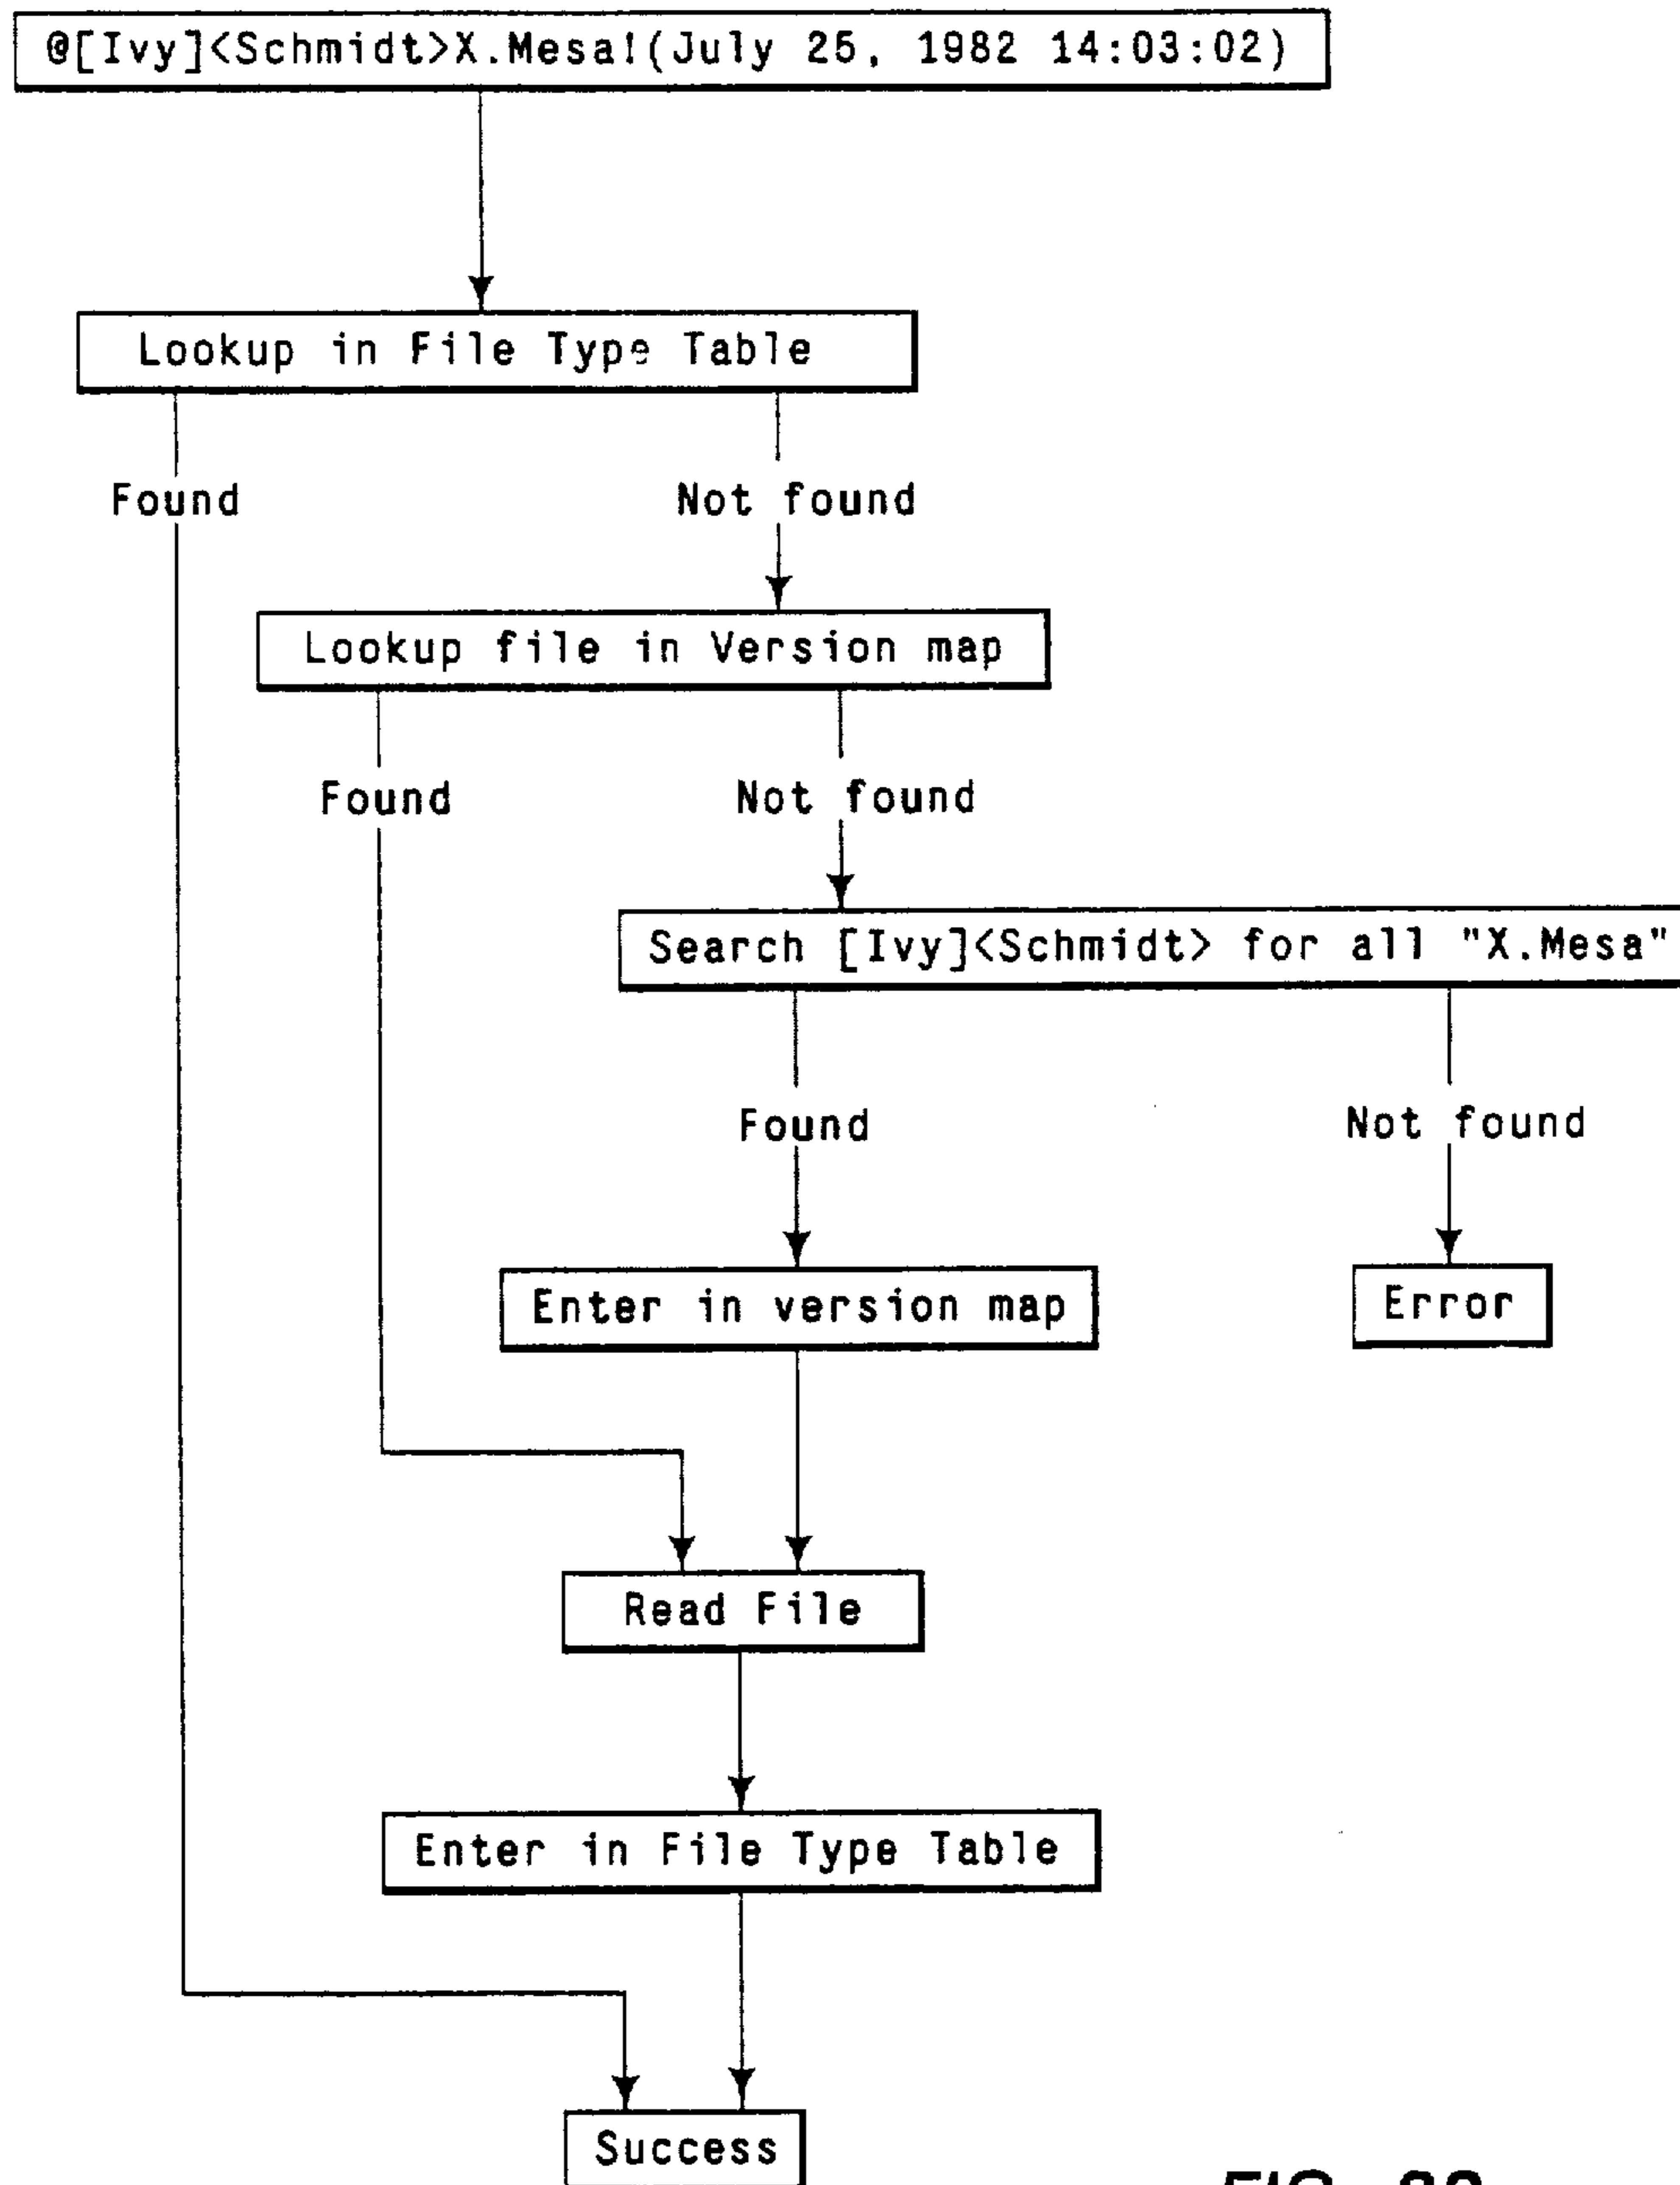 @[Ivy]<Schmidt>X.Mesa!(July 25, 1982 14:03:02)
Lookup in File Type Table
Found
Not found
Lookup file in Version map
Found
Not found
Search [Ivy]<Schmidt> for all "X.Mesa"
Found
Not found
Enter in version map
Error
Read File
Enter in File Type Table
Success